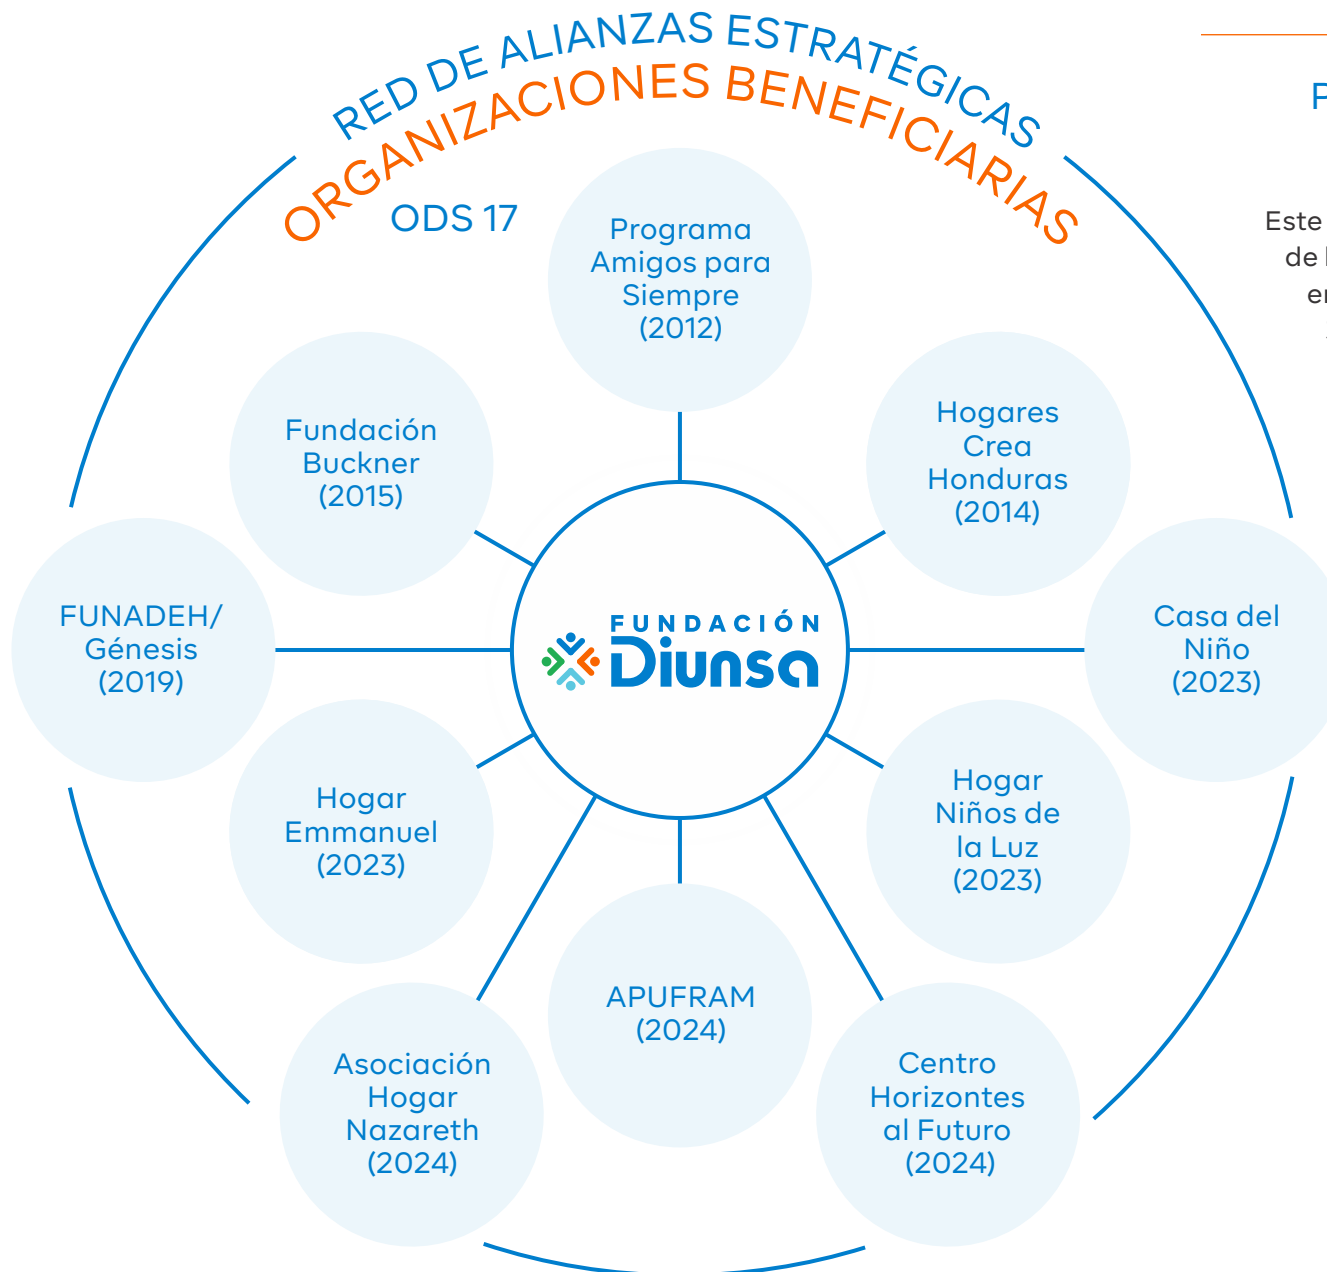 RED DE ALIANZAS ESTRATÉGICAS
ORGANIZACIONES BENEFICIARIAS
ODS 17
Programa
Amigos para
Siempre
(2012)
Fundación
Buckner
(2015)
Hogares
Crea
Honduras
(2014)
FUNADEH/
Génesis
(2019)
FUNDACIÓN
Diunsa
Casa del
Niño
(2023)
Hogar
Emmanuel
(2023)
Hogar
Niños de
la Luz
(2023)
APUFRAM
(2024)
Asociación
Hogar
Nazareth
(2024)
Centro
Horizontes
al Futuro
(2024)
P
Este
de